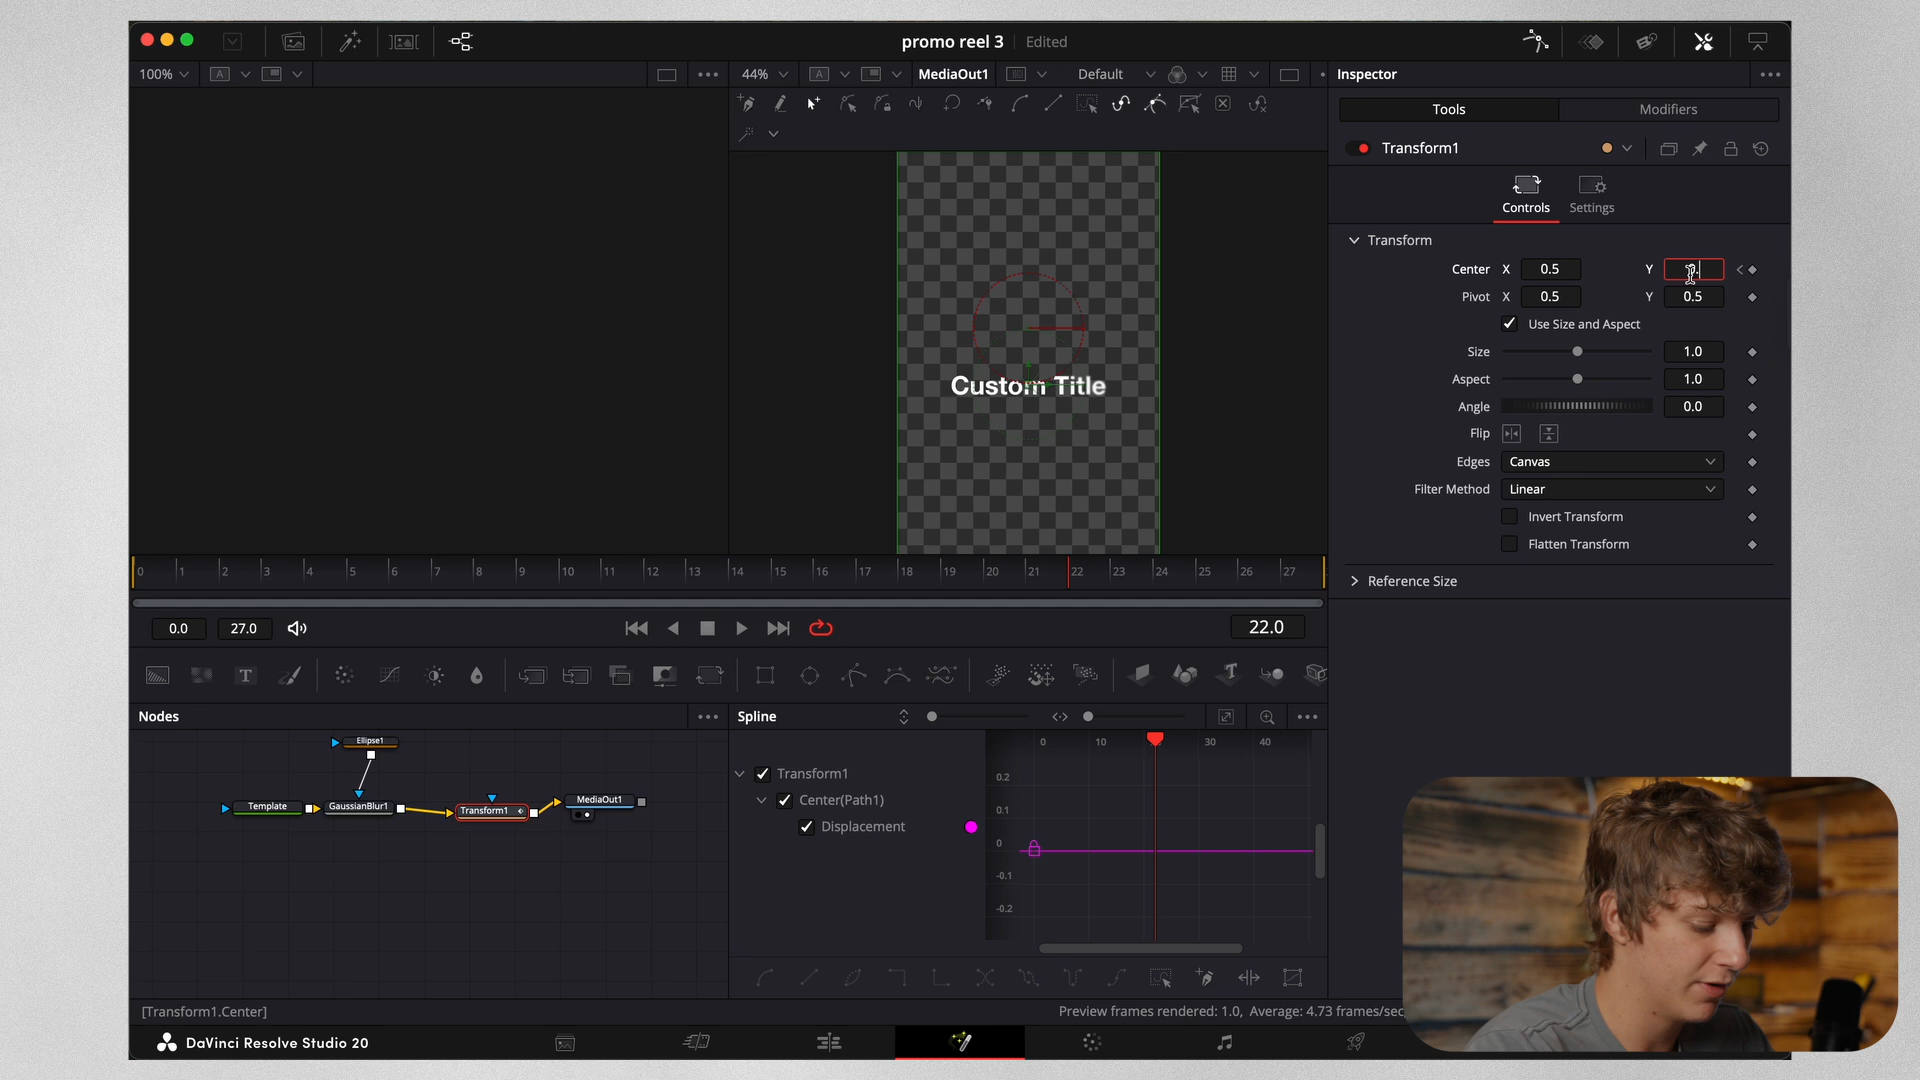 promo reel 3 Edited
100% A 44% A MediaOut1 Default Inspector
Tools Modifiers
Transform1
Controls Settings
Transform
Center X 0.5 Y 0.
Pivot X 0.5 Y 0.5
Use Size and Aspect
Size 1.0
Custom Title
Aspect 1.0
Angle 0.0
Flip
Edges Canvas
Filter Method Linear
Invert Transform
Flatten Transform
0 1 2 3 4 5 6 7 8 9 10 11 12 13 14 15 16 17 18 19 20 21 22 23 24 25 26 27
Reference Size
0.0 27.0 22.0
T T
Nodes Spline
Ellipse1
0 10 30 40
Transform1
0.2
Center(Path1)
0.1
Template GaussianBlur1 Transform1 MediaOut1
Displacement
0
-0.1
-0.2
[Transform1.Center] Preview frames rendered: 1.0, Average: 4.73 frames/sec
DaVinci Resolve Studio 20